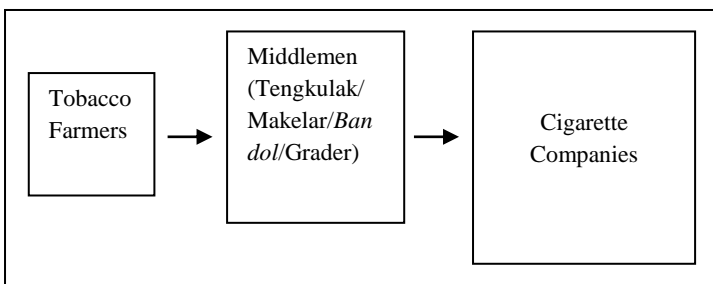 Tobacco
Farmers
Middlemen
(Tengkulak/
Makelar/Ban
dol/Grader)
Cigarette
Companies